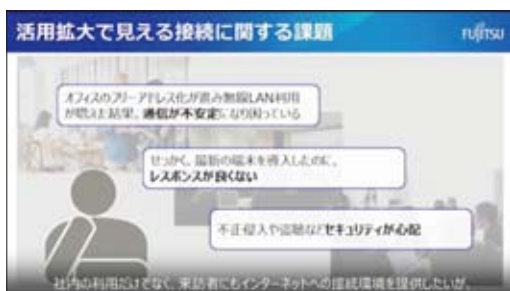 活用拡大で見える接続に関する課題
FUJITSU
オフィスのフリーアドレス化が進み無線LAN利用
が増えた結果、通信が不安定になり困っている
せっかく、最新の端末を導入したのに、
レスポンスが良くない
不正侵入や盗聴などセキュリティが心配
社内の利用だけでなく、来訪者にもインターネットへの接続環境を提供したいが、